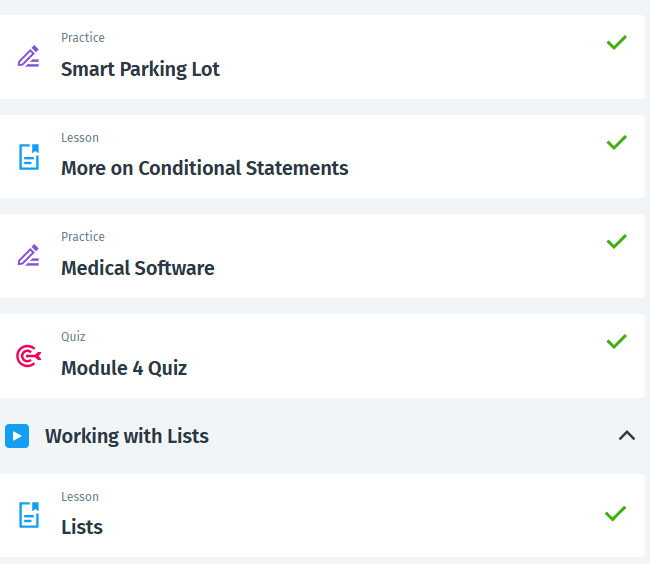 Practice
Smart Parking Lot
Lesson
More on Conditional Statements
Practice
Medical Software
Quiz
Module 4 Quiz
Working with Lists
Lesson
Lists